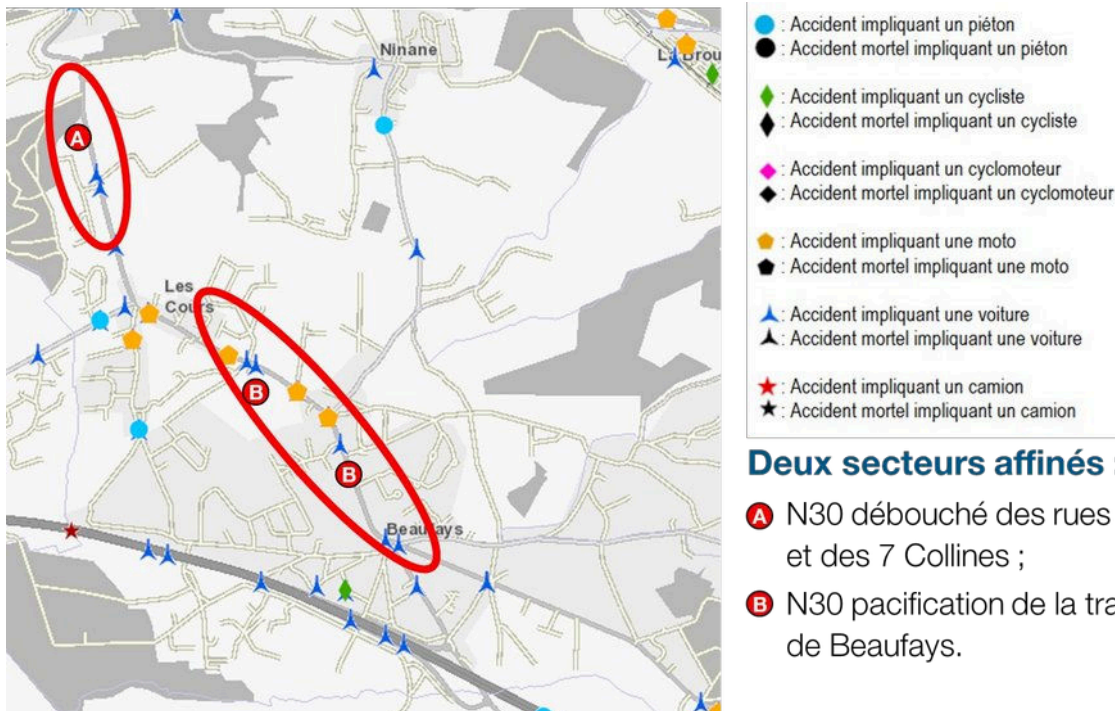 Ninane
La Brou
A
Les
Cours
B
B
Beaufays
: Accident impliquant un piéton
: Accident mortel impliquant un piéton
: Accident impliquant un cycliste
: Accident mortel impliquant un cycliste
: Accident impliquant un cyclomoteur
: Accident mortel impliquant un cyclomoteur
: Accident impliquant une moto
: Accident mortel impliquant une moto
: Accident impliquant une voiture
: Accident mortel impliquant une voiture
: Accident impliquant un camion
: Accident mortel impliquant un camion
Deux secteurs affinés :
A N30 débouché des rues
et des 7 Collines ;
B N30 pacification de la tra
de Beaufays.